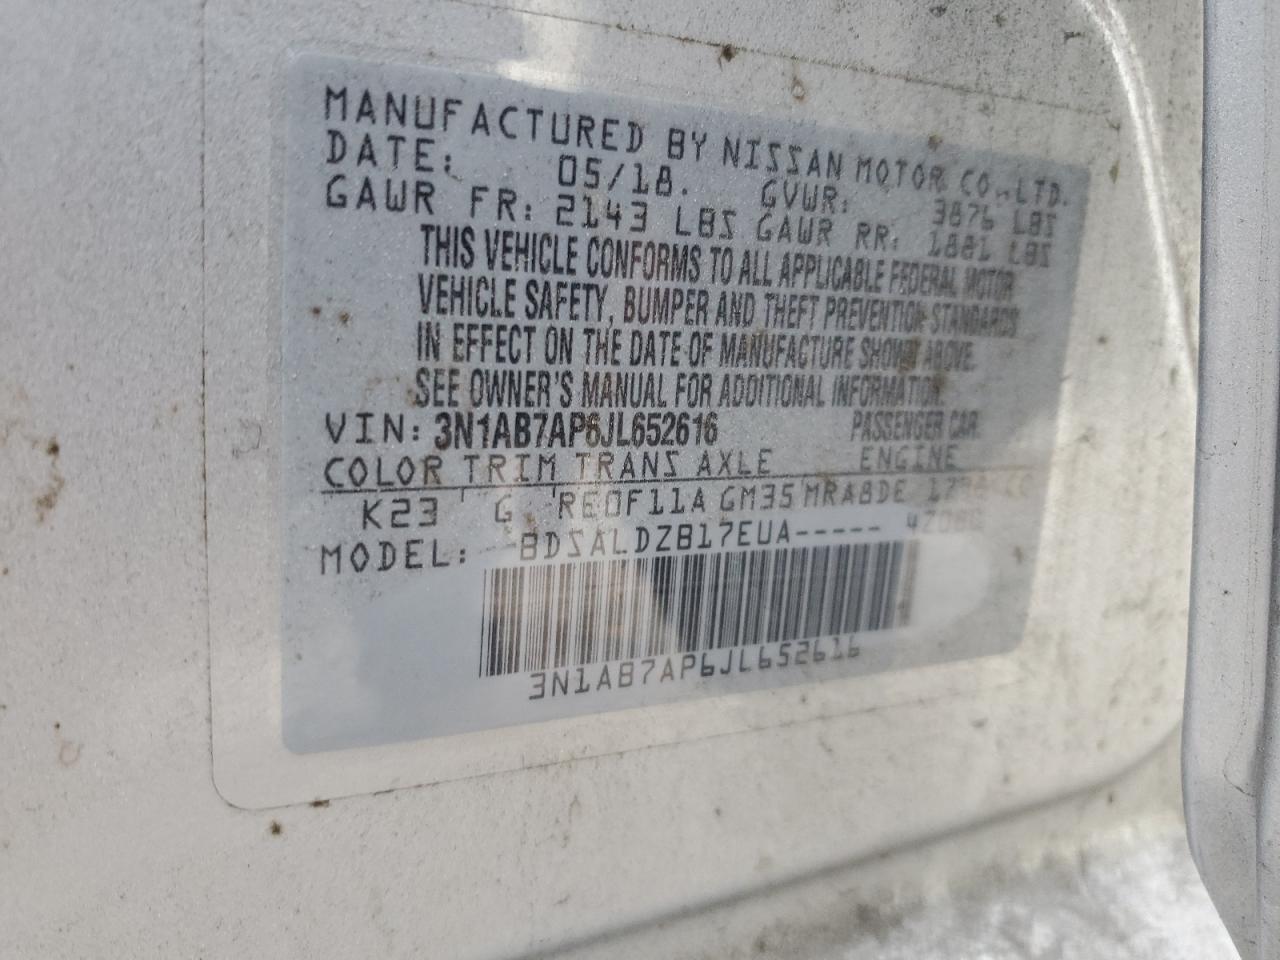 MANUFACTURED BY NISSAN MOTOR CO., LTD.
DATE: 05/18. GVWR: 3876 LBS
GAWR FR: 2143 LBS GAWR RR: 1881 LBS
THIS VEHICLE CONFORMS TO ALL APPLICABLE FEDERAL MOTOR
VEHICLE SAFETY, BUMPER AND THEFT PREVENTION STANDARDS
IN EFFECT ON THE DATE OF MANUFACTURE SHOWN ABOVE.
SEE OWNER'S MANUAL FOR ADDITIONAL INFORMATION.
VIN: 3N1AB7AP6JL652616 PASSENGER CAR
COLOR TRIM TRANS AXLE ENGINE
K23 G RE0F11A GM35 MRA8DE
MODEL: BDSALDZB17EUA-----
3N1AB7AP6JL652616